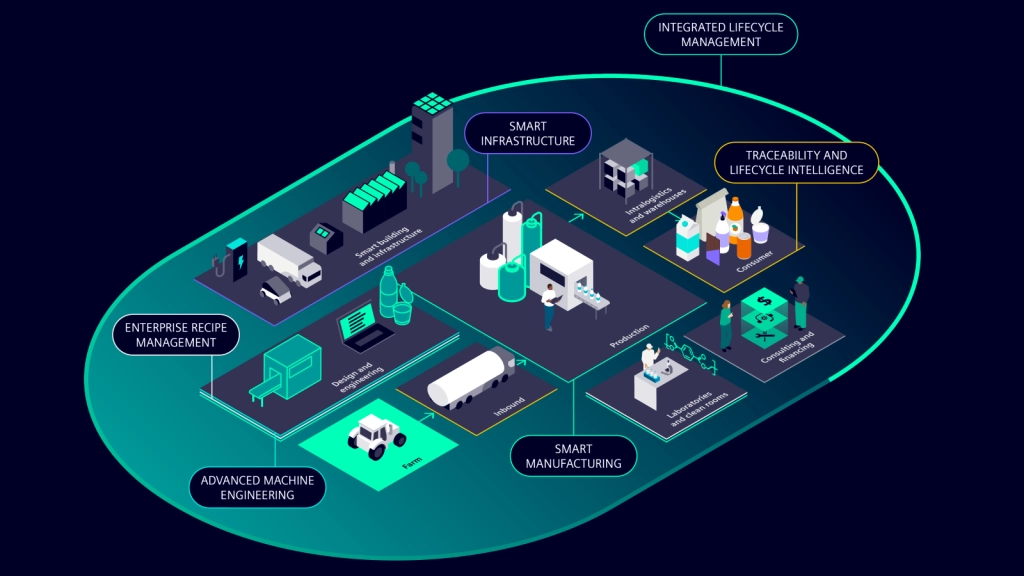 INTEGRATED LIFECYCLE
MANAGEMENT
SMART
INFRASTRUCTURE
TRACEABILITY AND
LIFECYCLE INTELLIGENCE
Intralogistics
and warehouses
Smart building
and infrastructure
Consumer
ENTERPRISE RECIPE
MANAGEMENT
Production
Consulting and
financing
Design and
engineering
Inbound
Laboratories
and clean rooms
Farm
SMART
MANUFACTURING
ADVANCED MACHINE
ENGINEERING
$